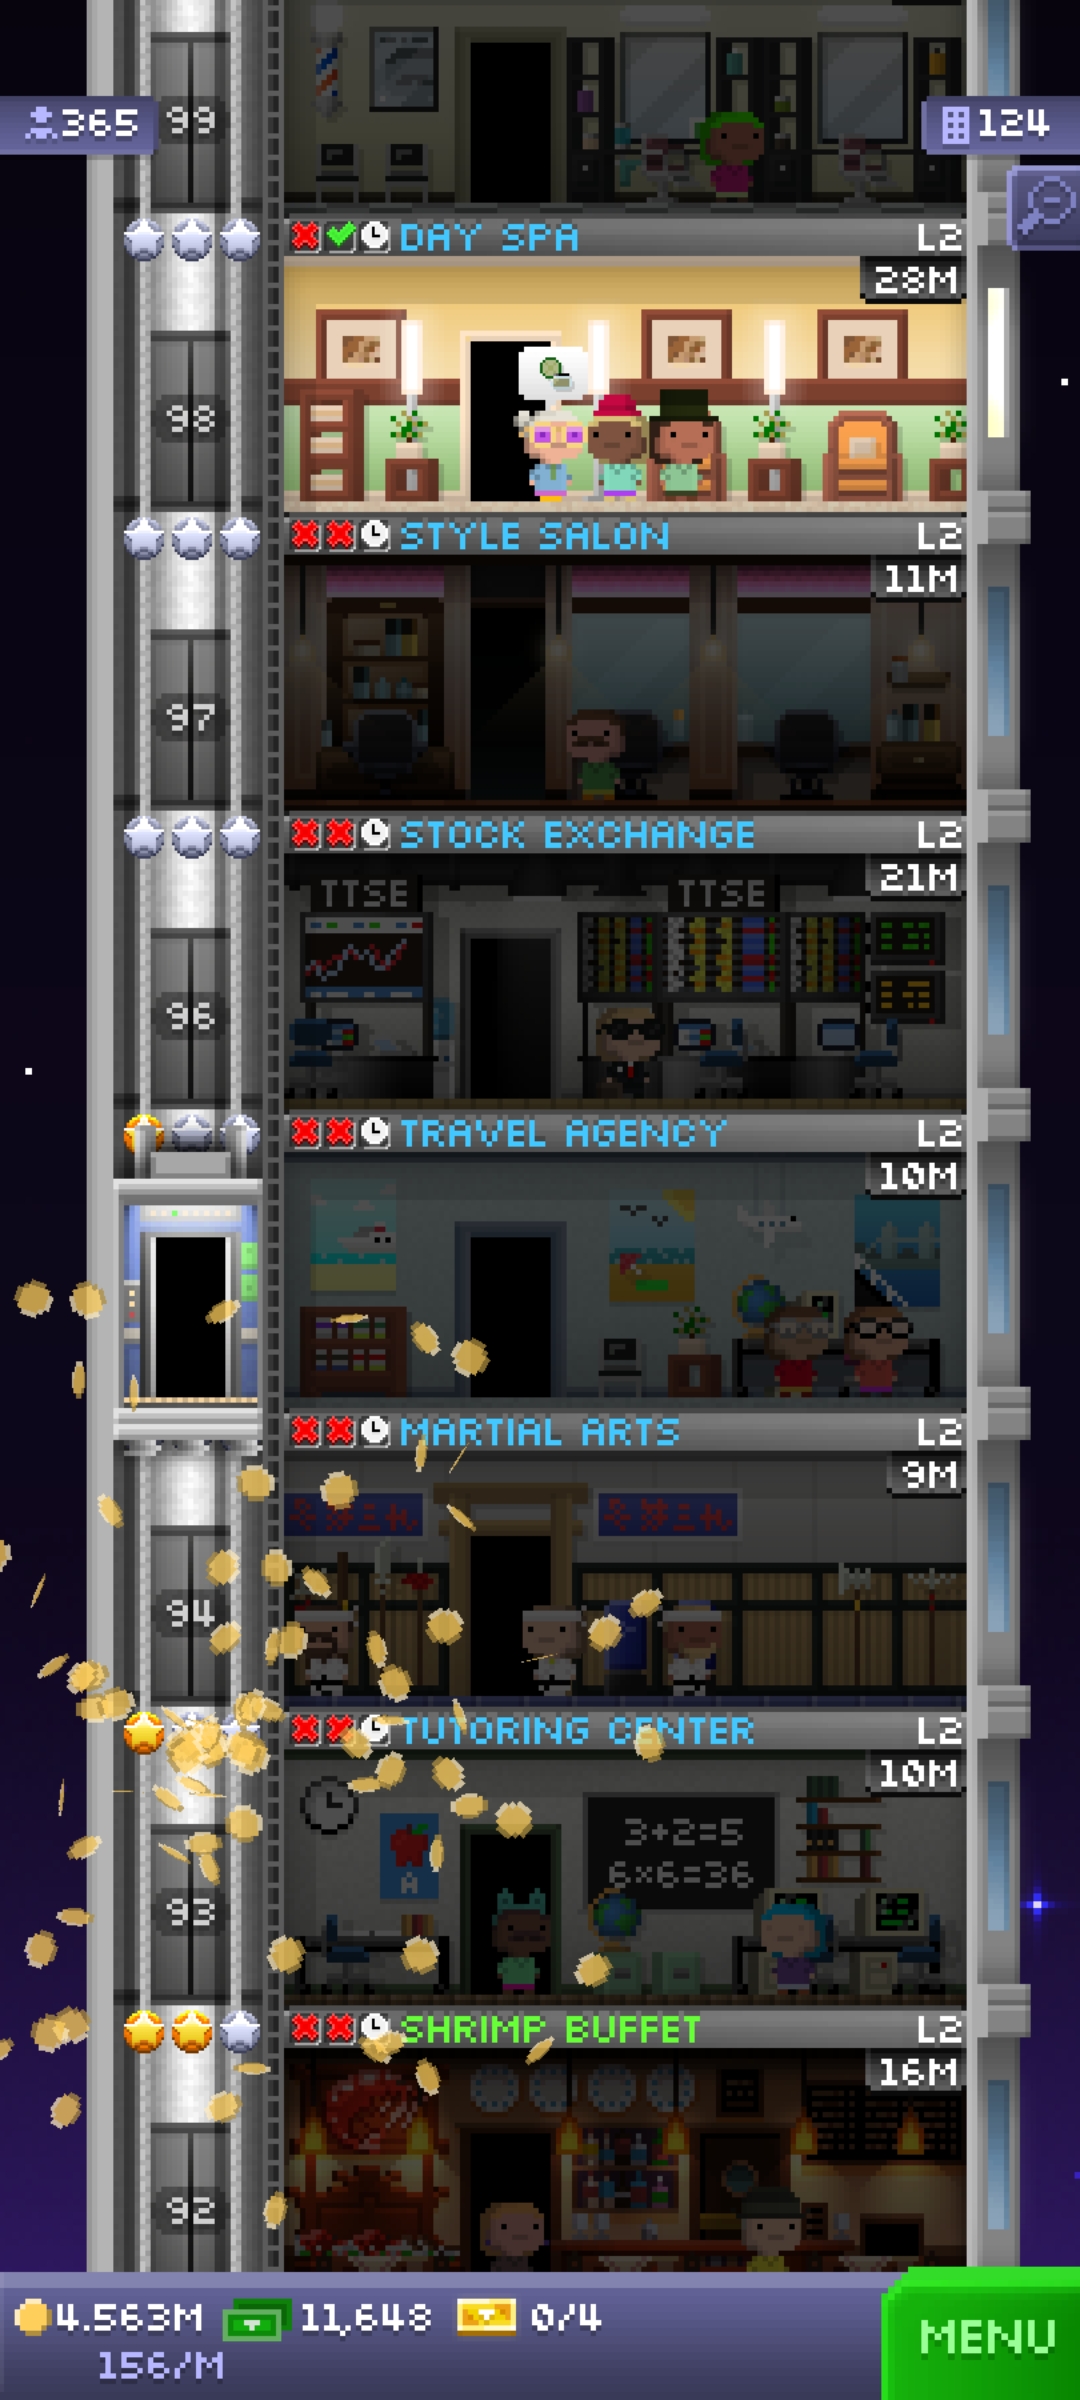 365
99
124
DAY SPA
L2
28M
98
STYLE SALON
L2
11M
97
STOCK EXCHANGE
L2
21M
TTSE
TTSE
96
TRAVEL AGENCY
L2
10M
MARTIAL ARTS
L2
9M
94
TUTORING CENTER
L2
10M
3+2=5
6×6=36
A
93
SHRIMP BUFFET
L2
16M
92
4.563M
11,648
0/4
MENU
156/M